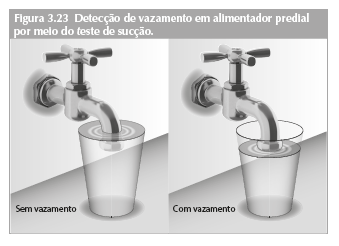 Figura 3.23 Detecção de vazamento em alimentador predial
por meio do teste de sucção.
Sem vazamento
Com vazamento